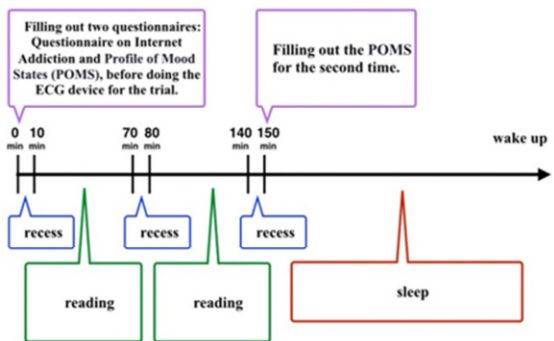 Filling out two questionnaires:
Questionnaire on Internet
Addiction and Profile of Mood
States (POMS), before doing the
ECG device for the trial.
Filling out the POMS
for the second time.
0 10 70 80 140 150
min min min min min min
wake up
recess recess recess
reading reading
sleep